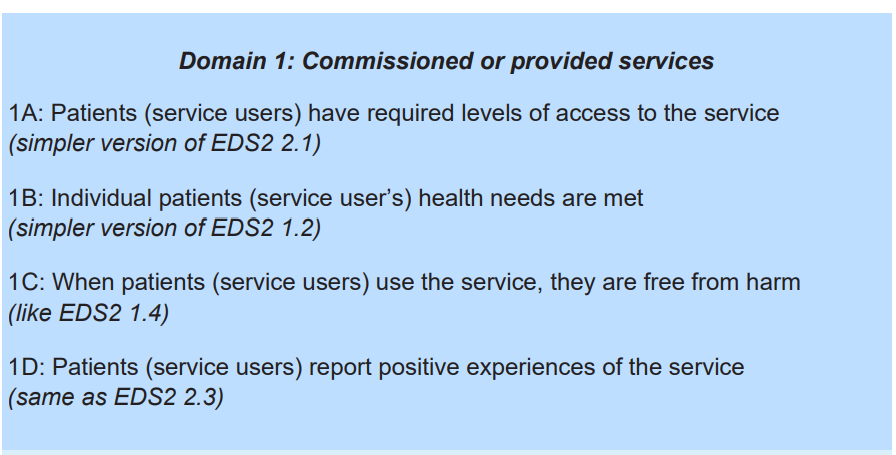 Domain 1: Commissioned or provided services
1A: Patients (service users) have required levels of access to the service
(simpler version of EDS2 2.1)
1B: Individual patients (service user’s) health needs are met
(simpler version of EDS2 1.2)
1C: When patients (service users) use the service, they are free from harm
(like EDS2 1.4)
1D: Patients (service users) report positive experiences of the service
(same as EDS2 2.3)